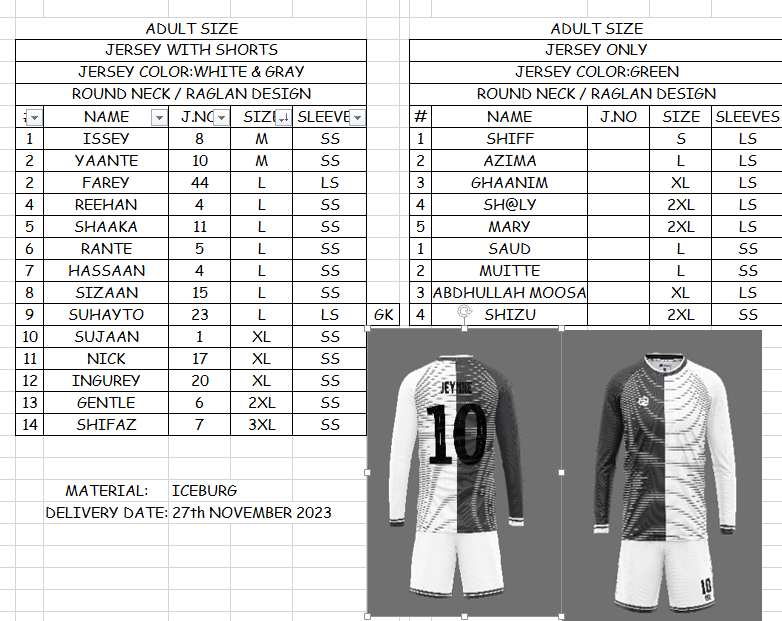 ADULT SIZE
JERSEY WITH SHORTS
JERSEY COLOR:WHITE & GRAY
ROUND NECK / RAGLAN DESIGN
NAME J.NO SIZE SLEEVE
1 ISSEY 8 M SS
2 YAANTE 10 M SS
2 FAREY 44 L LS
4 REEHAN 4 L SS
5 SHAAKA 11 L SS
6 RANTE 5 L SS
7 HASSAAN 4 L SS
8 SIZAAN 15 L SS
9 SUHAYTO 23 L LS GK
10 SUJAAN 1 XL SS
11 NICK 17 XL SS
12 INGUREY 20 XL SS
13 GENTLE 6 2XL SS
14 SHIFAZ 7 3XL SS
MATERIAL: ICEBURG
DELIVERY DATE: 27th NOVEMBER 2023
ADULT SIZE
JERSEY ONLY
JERSEY COLOR:GREEN
ROUND NECK / RAGLAN DESIGN
# NAME J.NO SIZE SLEEVES
1 SHIFF S LS
2 AZIMA L LS
3 GHAANIM XL LS
4 SH@LY 2XL LS
5 MARY 2XL LS
1 SAUD L SS
2 MUITTE L SS
3 ABDHULLAH MOOSA XL LS
4 SHIZU 2XL SS
10
10